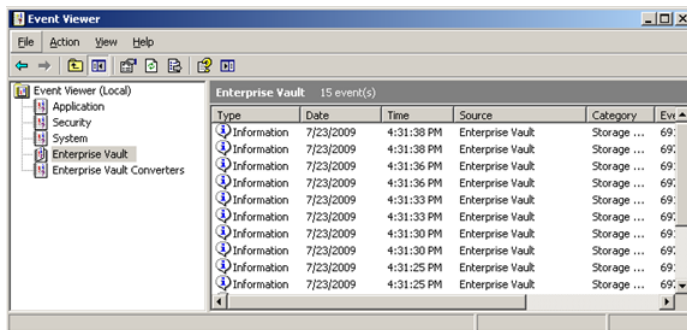 Event Viewer
File Action View Help
Event Viewer (Local)
Application
Security
System
Enterprise Vault
Enterprise Vault Converters
Enterprise Vault 15 event(s)
Type Date Time Source Category
Information 7/23/2009 4:31:38 PM Enterprise Vault Storage ...
Information 7/23/2009 4:31:38 PM Enterprise Vault Storage ...
Information 7/23/2009 4:31:36 PM Enterprise Vault Storage ...
Information 7/23/2009 4:31:36 PM Enterprise Vault Storage ...
Information 7/23/2009 4:31:33 PM Enterprise Vault Storage ...
Information 7/23/2009 4:31:33 PM Enterprise Vault Storage ...
Information 7/23/2009 4:31:30 PM Enterprise Vault Storage ...
Information 7/23/2009 4:31:30 PM Enterprise Vault Storage ...
Information 7/23/2009 4:31:25 PM Enterprise Vault Storage ...
Information 7/23/2009 4:31:25 PM Enterprise Vault Storage ...